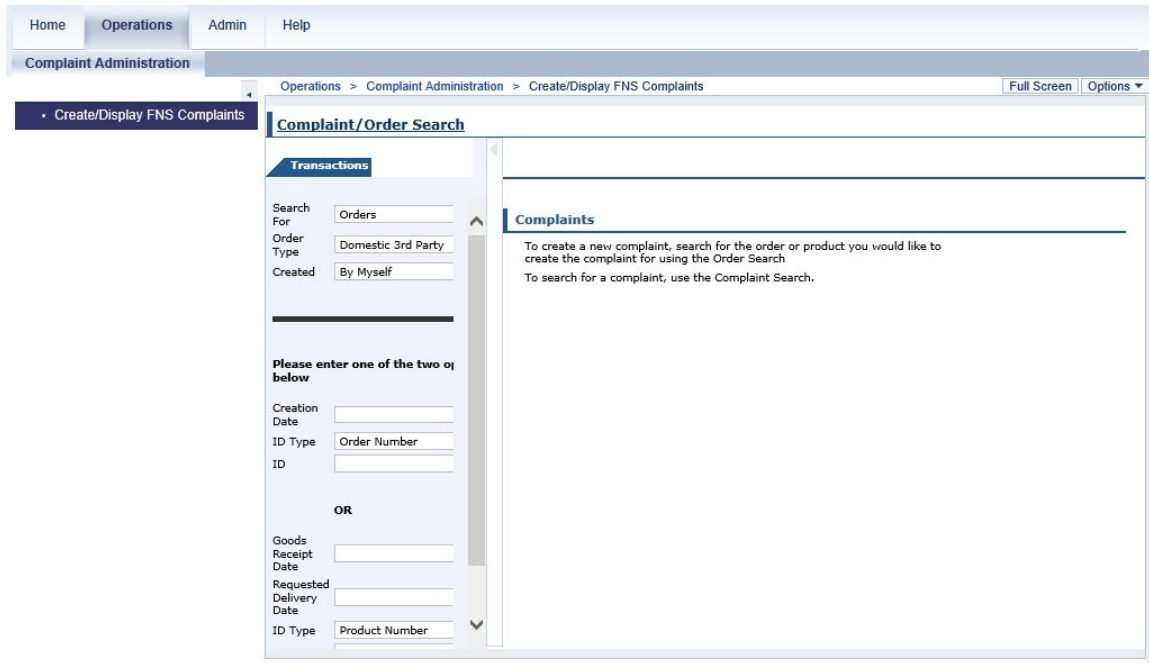 Home Operations Admin Help
Complaint Administration
Operations > Complaint Administration > Create/Display FNS Complaints Full Screen Options
• Create/Display FNS Complaints
Complaint/Order Search
Transactions
Search For Orders
Order Type Domestic 3rd Party
Created By Myself
Please enter one of the two
below
Creation Date
ID Type Order Number
ID
OR
Goods Receipt Date
Requested Delivery Date
ID Type Product Number
Complaints
To create a new complaint, search for the order or product you would like to
create the complaint for using the Order Search
To search for a complaint, use the Complaint Search.